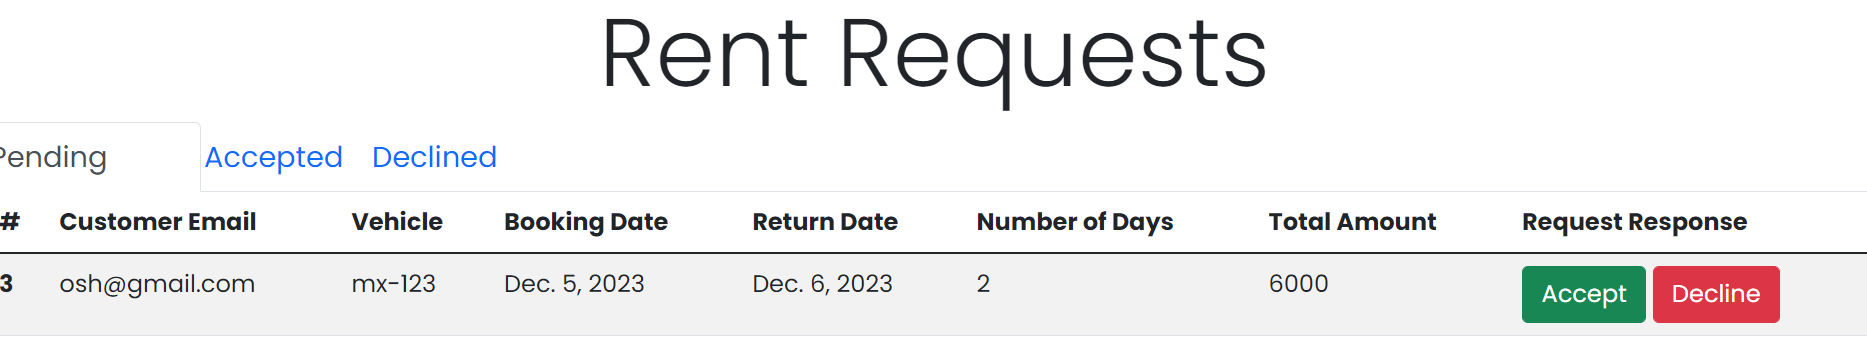 Rent Requests
Pending Accepted Declined
# Customer Email Vehicle Booking Date Return Date Number of Days Total Amount Request Response
3 osh@gmail.com mx-123 Dec. 5, 2023 Dec. 6, 2023 2 6000 Accept Decline